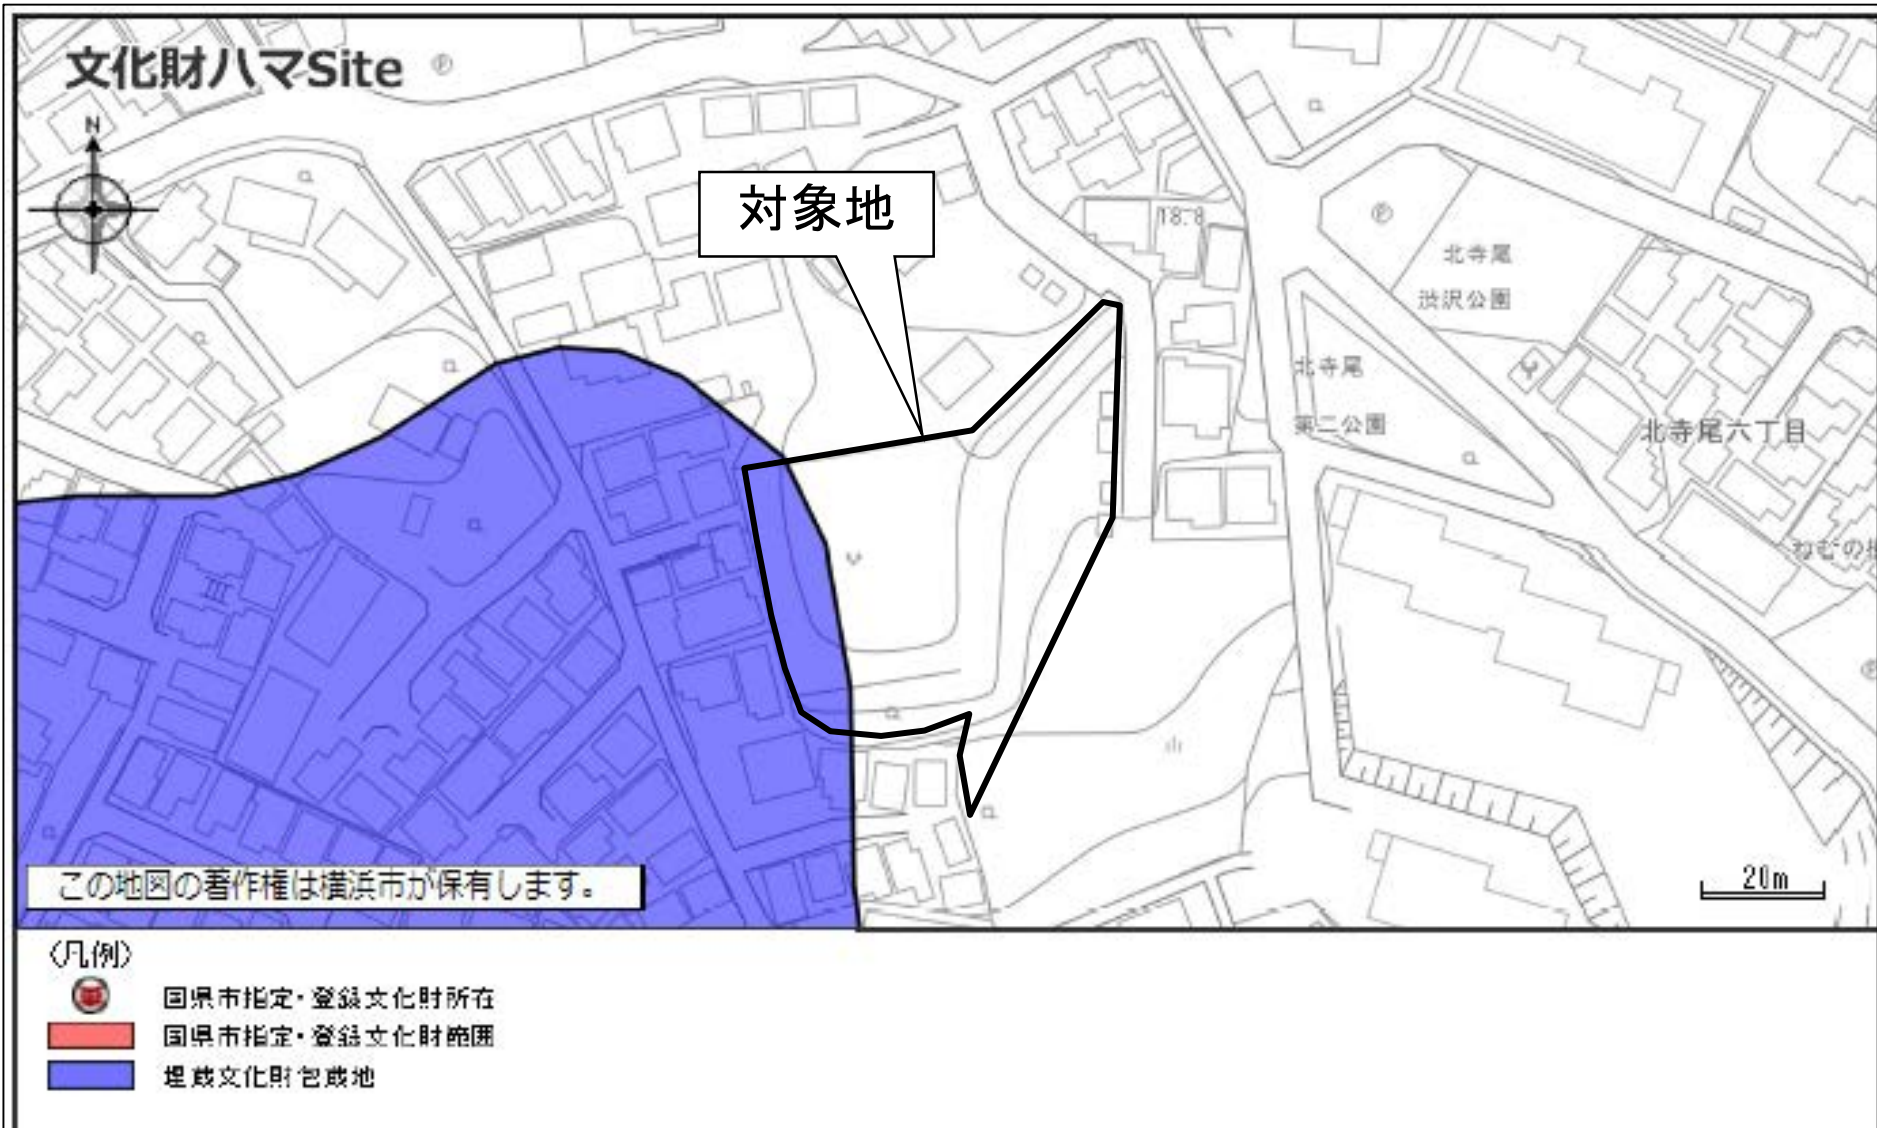 文化財ハマSite
N
対象地
18.8
北寺尾
渋沢公園
北寺尾
第二公園
北寺尾六丁目
ねむの樹
20m
この地図の著作権は横浜市が保有します。
〈凡例〉
国県市指定・登録文化財所在
国県市指定・登録文化財範囲
埋蔵文化財包蔵地